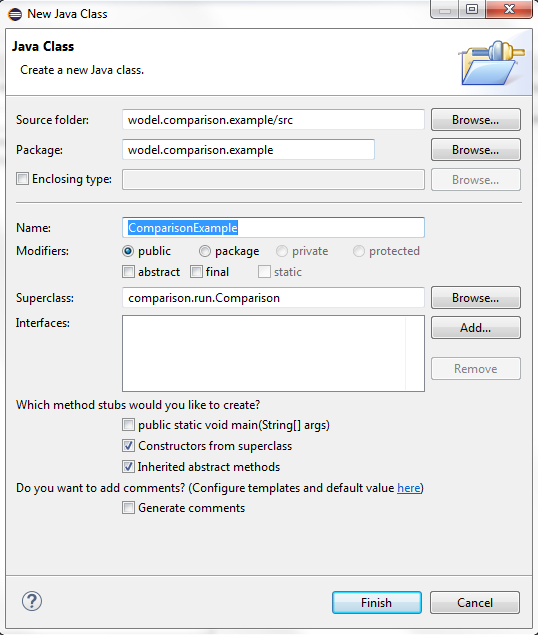 New Java Class
Java Class
Create a new Java class.
Source folder: wodel.comparison.example/src Browse...
Package: wodel.comparison.example Browse...
Enclosing type: Browse...
Name: ComparisonExample
Modifiers: public package private protected
abstract final static
Superclass: comparison.run.Comparison Browse...
Interfaces: Add...
Remove
Which method stubs would you like to create?
public static void main(String[] args)
Constructors from superclass
Inherited abstract methods
Do you want to add comments? (Configure templates and default value here)
Generate comments
? Finish Cancel